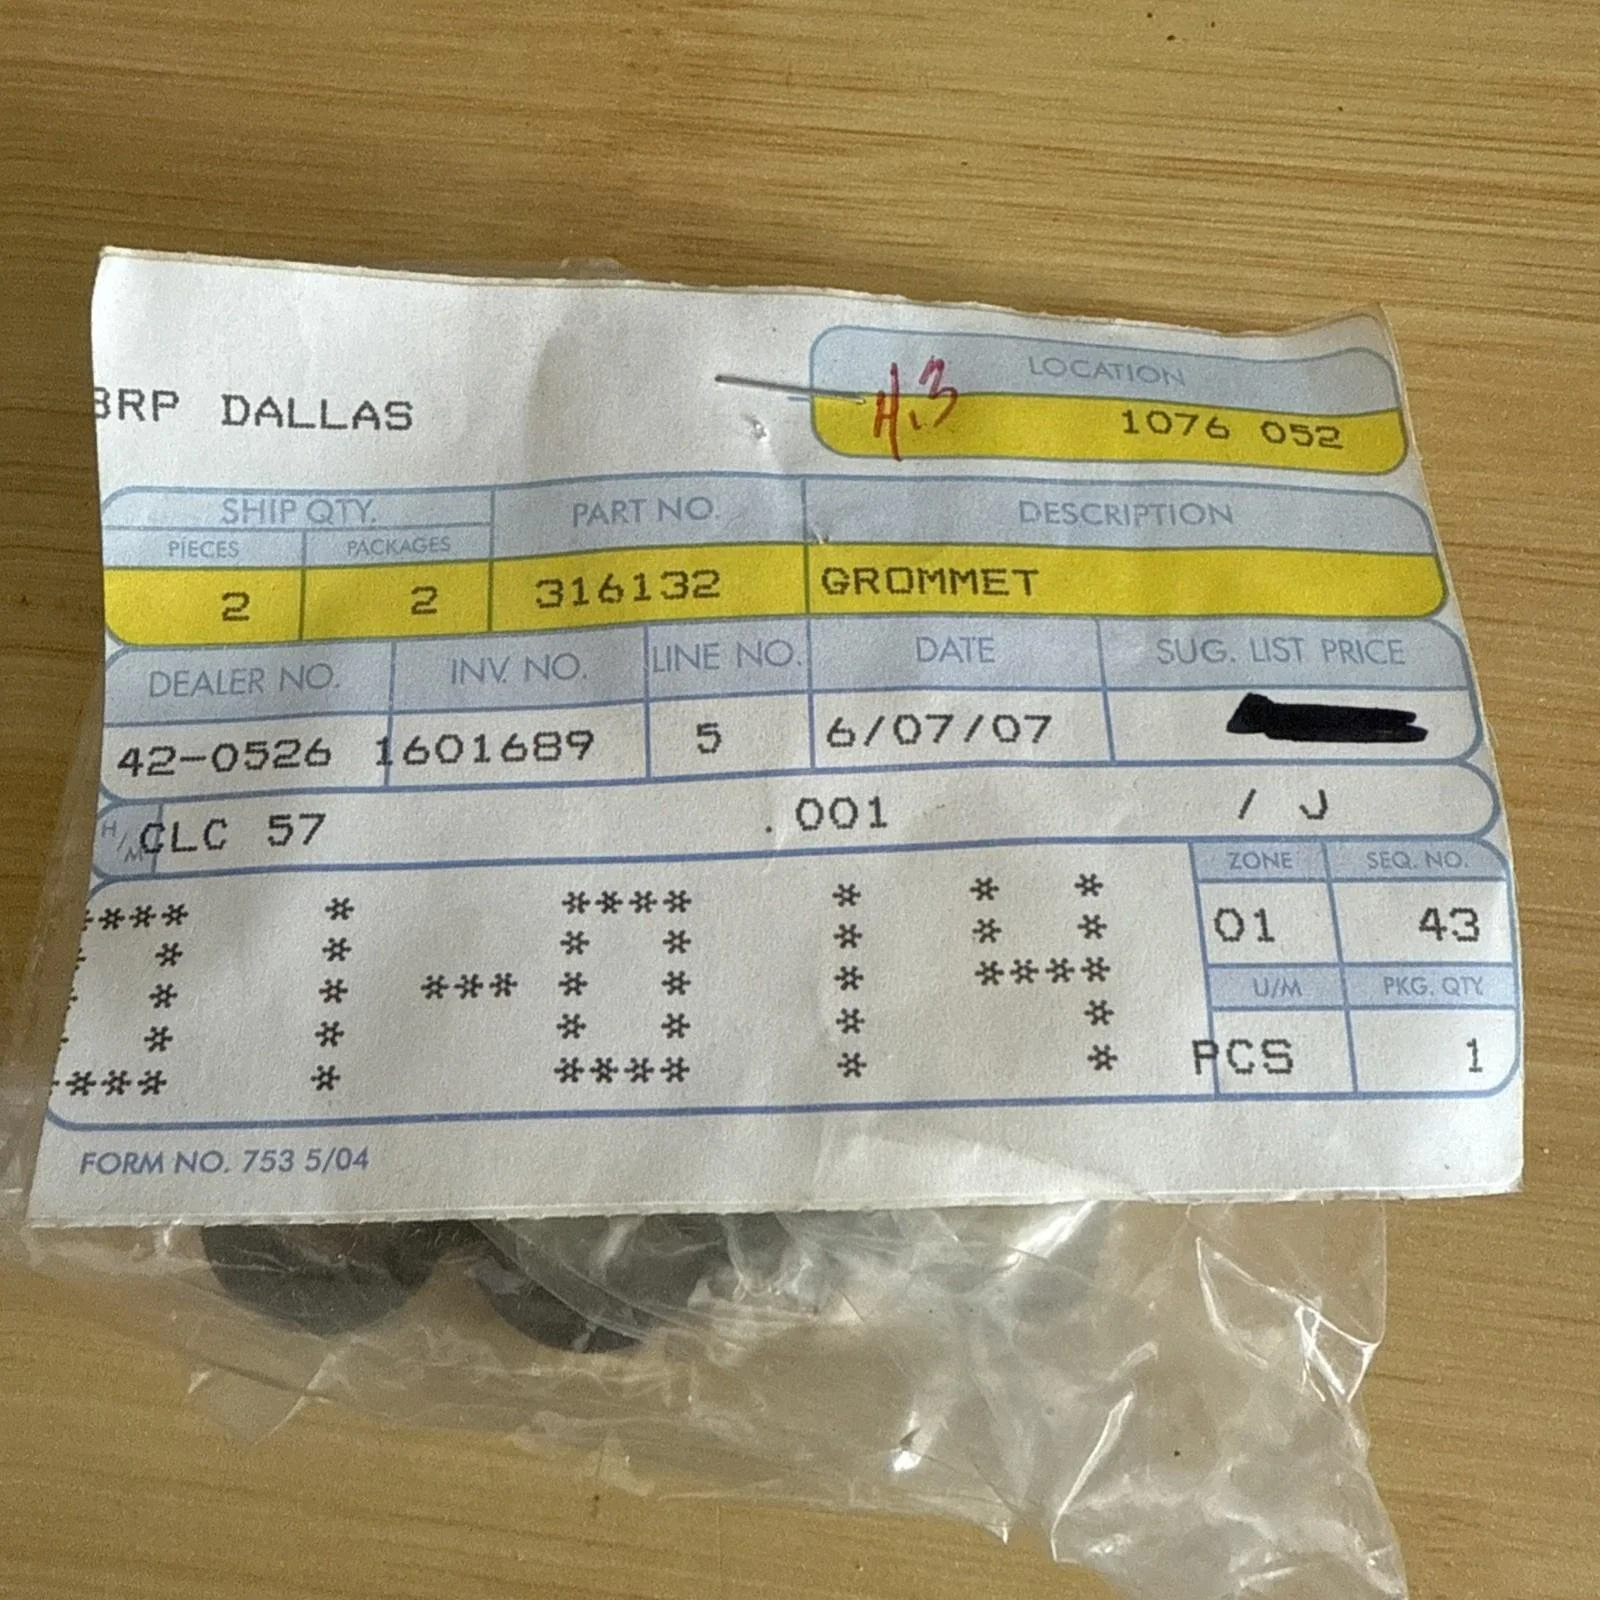 BRP DALLAS
H.3
LOCATION
1076 052
SHIP QTY.
PIECES PACKAGES
PART NO.
DESCRIPTION
2 2 316132 GROMMET
DEALER NO. INV. NO. LINE NO. DATE SUG. LIST PRICE
42-0526 1601689 5 6/07/07
H/M CLC 57 .001 / J
ZONE SEQ. NO.
01 43
U/M PKG. QTY.
PCS 1
**** * **** * * *
* * * * * * *
* * *** * * * ****
* * * * * *
**** * **** * *
FORM NO. 753 5/04